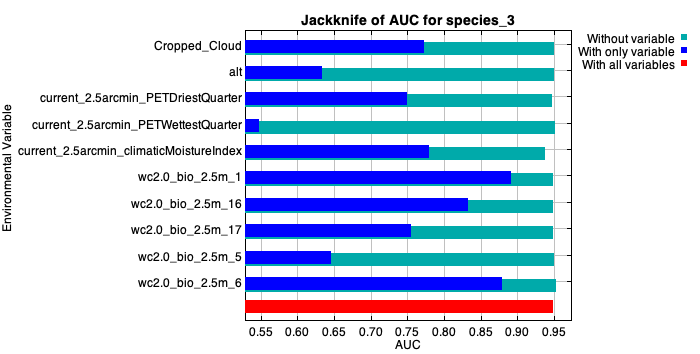 Jackknife of AUC for species_3
Without variable
With only variable
With all variables
Environmental Variable
Cropped_Cloud
alt
current_2.5arcmin_PETDriestQuarter
current_2.5arcmin_PETWettestQuarter
current_2.5arcmin_climaticMoistureIndex
wc2.0_bio_2.5m_1
wc2.0_bio_2.5m_16
wc2.0_bio_2.5m_17
wc2.0_bio_2.5m_5
wc2.0_bio_2.5m_6
0.55 0.60 0.65 0.70 0.75 0.80 0.85 0.90 0.95
AUC